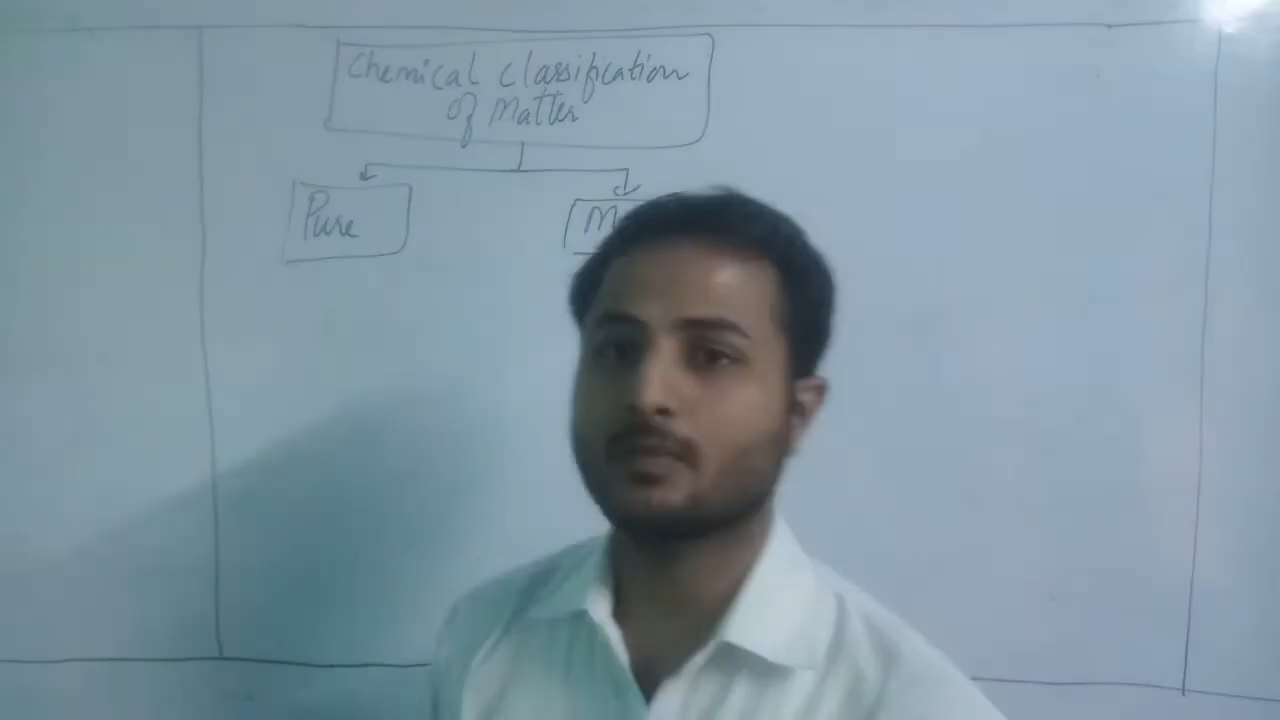 Chemical classification
of Matter
Pure
M